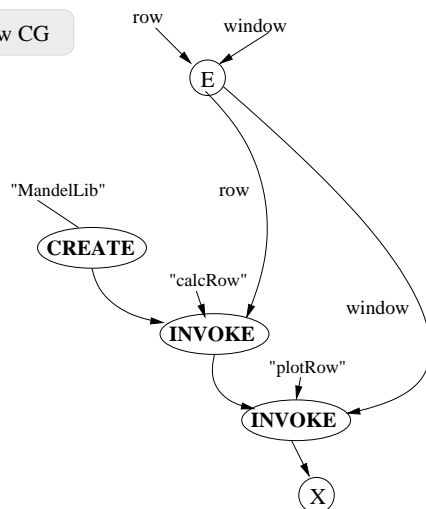 row
window
w CG
E
"MandelLib"
row
CREATE
"calcRow"
window
INVOKE
"plotRow"
INVOKE
X